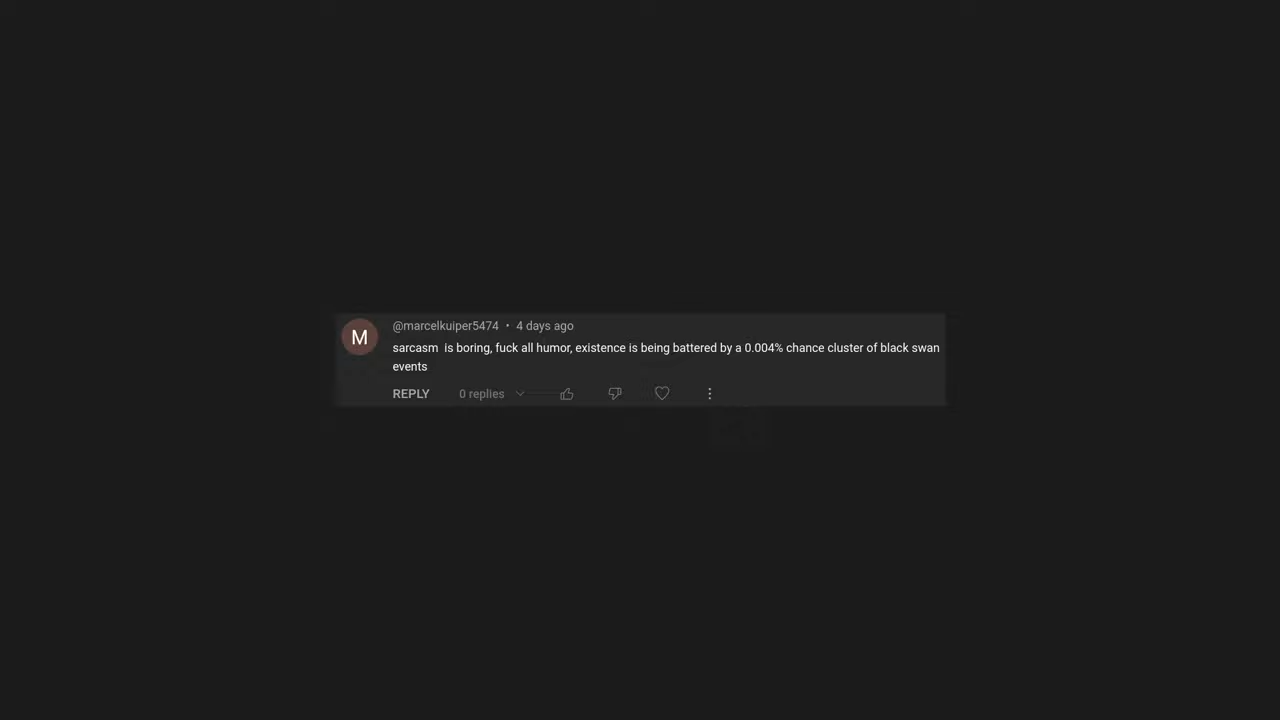 M
@marcelkuiper5474 • 4 days ago
sarcasm  is boring, fuck all humor, existence is being battered by a 0.004% chance cluster of black swan
events
REPLY 0 replies